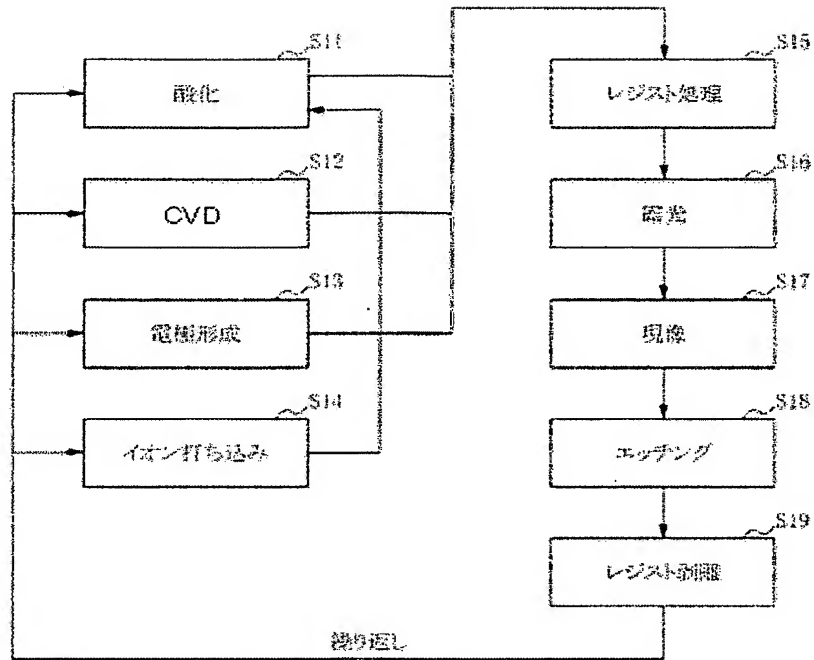 S11
酸化
S12
CVD
S13
電極形成
S14
イオン打ち込み
S15
レジスト処理
S16
露光
S17
現像
S18
エッチング
S19
レジスト剥離
繰り返し